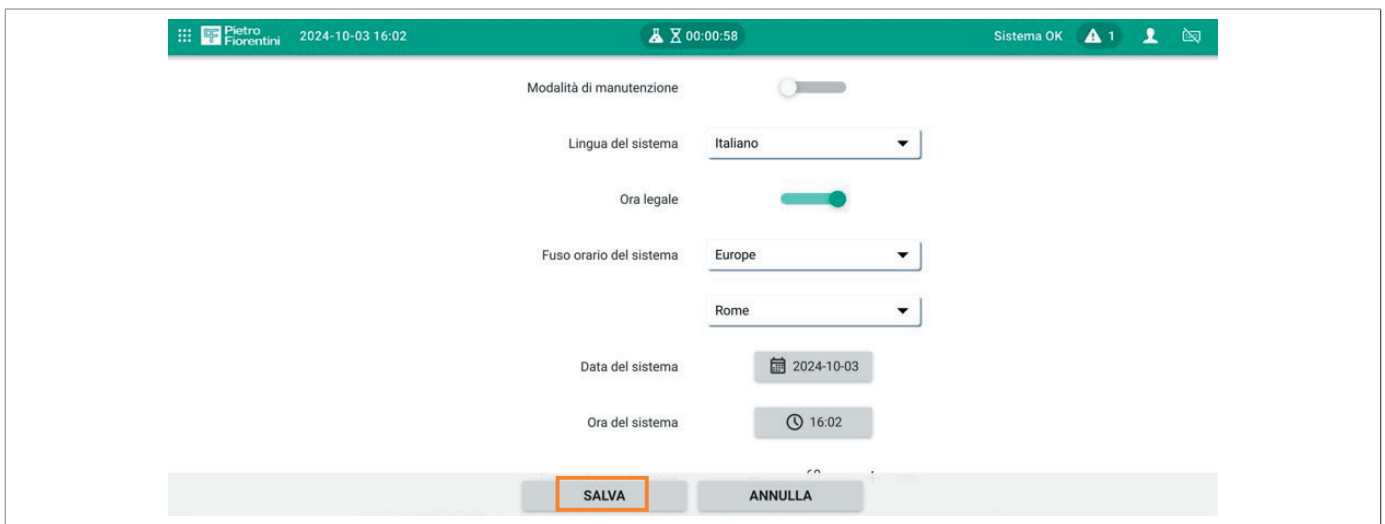 Pietro
Fiorentini
2024-10-03 16:02
00:00:58
Sistema OK
1
Modalità di manutenzione
Lingua del sistema
Italiano
Ora legale
Fuso orario del sistema
Europe
Rome
Data del sistema
2024-10-03
Ora del sistema
16:02
SALVA
ANNULLA